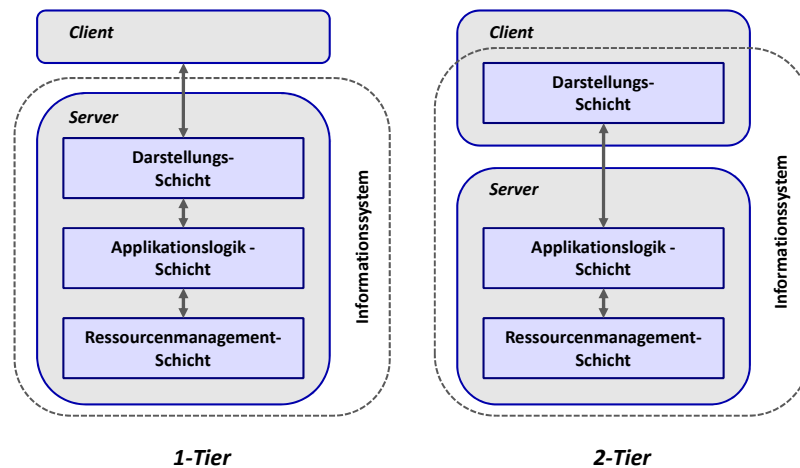 Client
Server
Darstellungs-
Schicht
Applikationslogik -
Schicht
Ressourcenmanagement-
Schicht
Informationssystem
1-Tier
Client
Darstellungs-
Schicht
Server
Applikationslogik -
Schicht
Ressourcenmanagement-
Schicht
Informationssystem
2-Tier